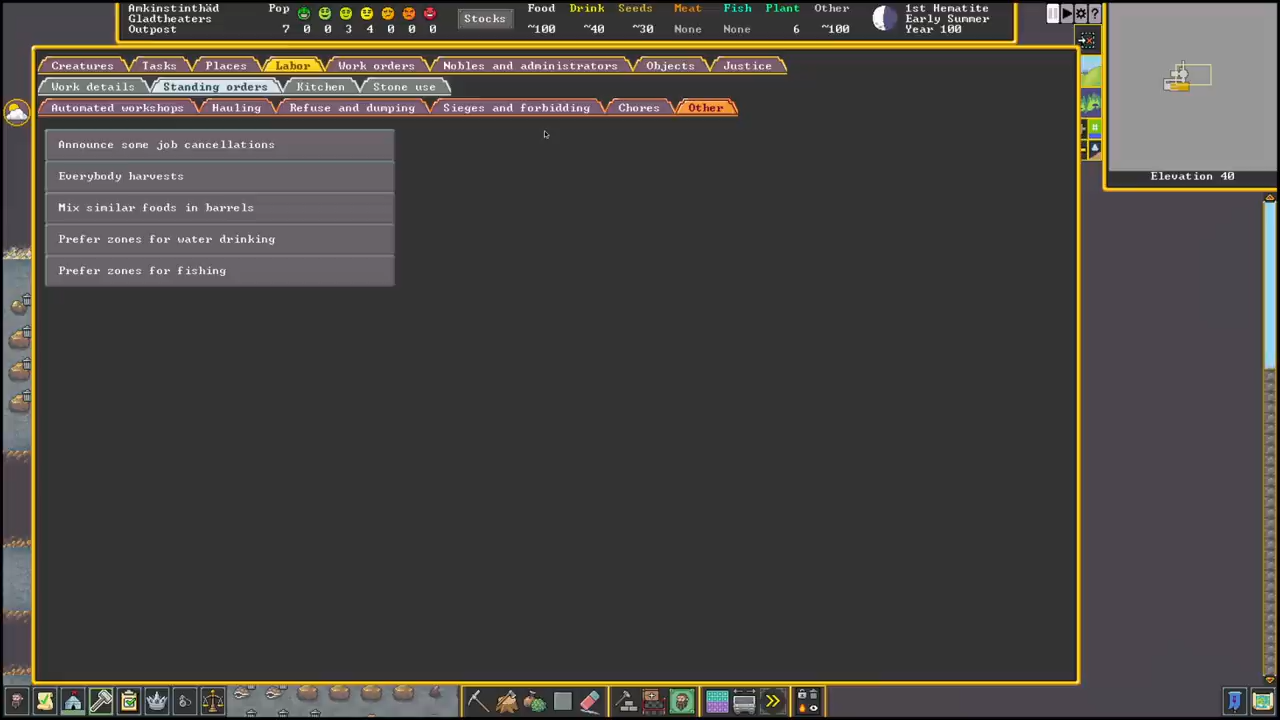 Amkinstinthäd Pop Food Drink Seeds Meat Fish Plant Other 1st Hematite
Gladtheaters Stocks Early Summer
Outpost 7 0 0 3 4 0 0 0 ~100 ~40 ~30 None None 6 ~100 Year 100
?
Creatures Tasks Places Labor Work orders Nobles and administrators Objects Justice
Work details Standing orders Kitchen Stone use
Automated workshops Hauling Refuse and dumping Sieges and forbidding Chores Other
Announce some job cancellations
Everybody harvests
Mix similar foods in barrels
Prefer zones for water drinking
Prefer zones for fishing
Elevation 40